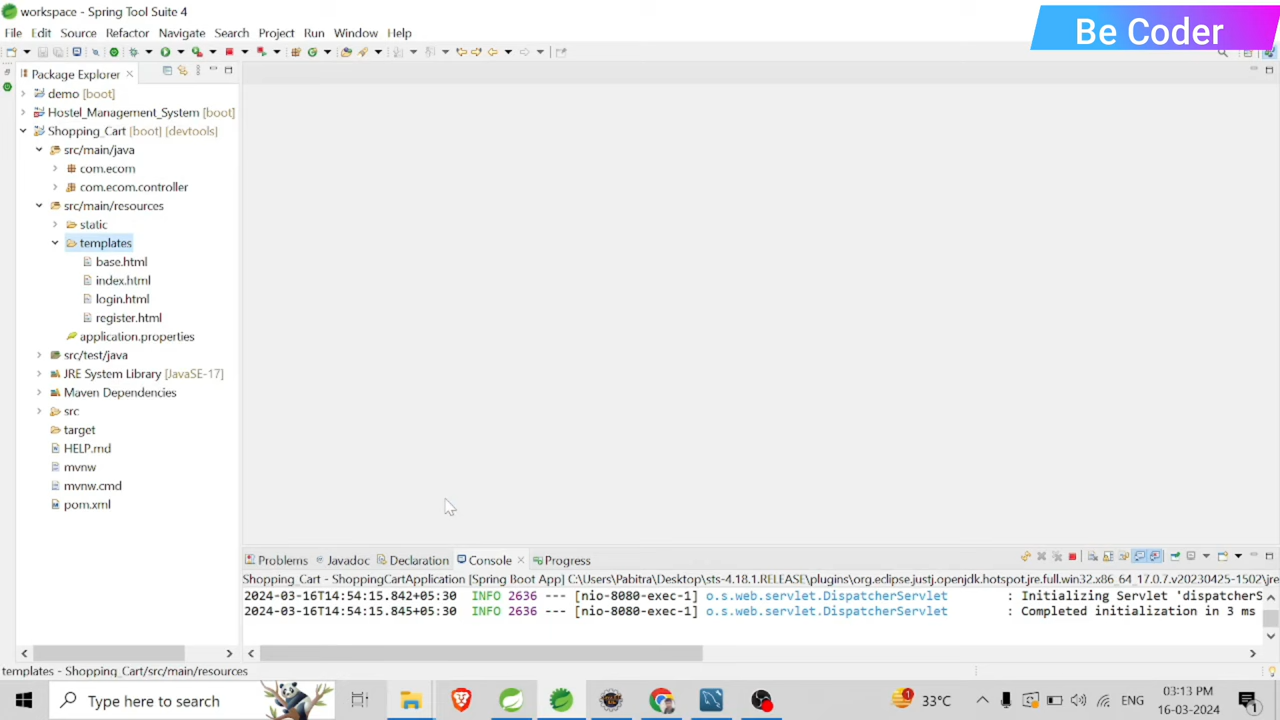 workspace - Spring Tool Suite 4
File Edit Source Refactor Navigate Search Project Run Window Help
Be Coder
Package Explorer
demo [boot]
Hostel_Management_System [boot]
Shopping_Cart [boot] [devtools]
src/main/java
com.ecom
com.ecom.controller
src/main/resources
static
templates
base.html
index.html
login.html
register.html
application.properties
src/test/java
JRE System Library [JavaSE-17]
Maven Dependencies
src
target
HELP.md
mvnw
mvnw.cmd
pom.xml
Problems Javadoc Declaration Console Progress
Shopping_Cart - ShoppingCartApplication [Spring Boot App] C:\Users\Pabitra\Desktop\sts-4.18.1.RELEASE\plugins\org.eclipse.justj.openjdk.hotspot.jre.full.win32.x86_64_17.0.7.v20230425-1502\jre
2024-03-16T14:54:15.842+05:30 INFO 2636 --- [nio-8080-exec-1] o.s.web.servlet.DispatcherServlet : Initializing Servlet 'dispatcherS
2024-03-16T14:54:15.845+05:30 INFO 2636 --- [nio-8080-exec-1] o.s.web.servlet.DispatcherServlet : Completed initialization in 3 ms
templates - Shopping_Cart/src/main/resources
Type here to search
1
33°C
ENG
03:13 PM
16-03-2024
1